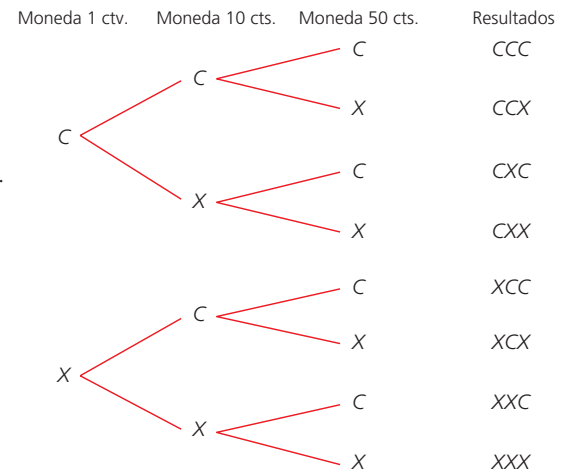 Moneda 1 ctv. Moneda 10 cts. Moneda 50 cts. Resultados
C CCC
C
X CCX
C
C CXC
X
X CXX
C XCC
C
X XCX
X
C XXC
X
X XXX